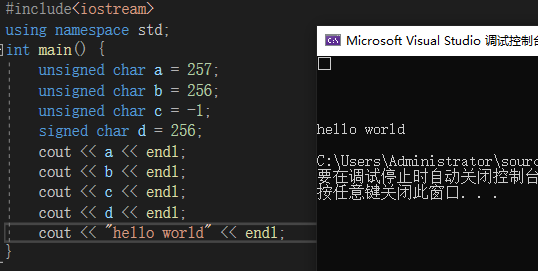 #include<iostream>
using namespace std;
int main() {
unsigned char a = 257;
unsigned char b = 256;
unsigned char c = -1;
signed char d = 256;
cout << a << endl;
cout << b << endl;
cout << c << endl;
cout << d << endl;
cout << "hello world" << endl;
}
Microsoft Visual Studio 调试控制台
hello world
C:\Users\Administrator\sourc
要在调试停止时自动关闭控制台
按任意键关闭此窗口. . .